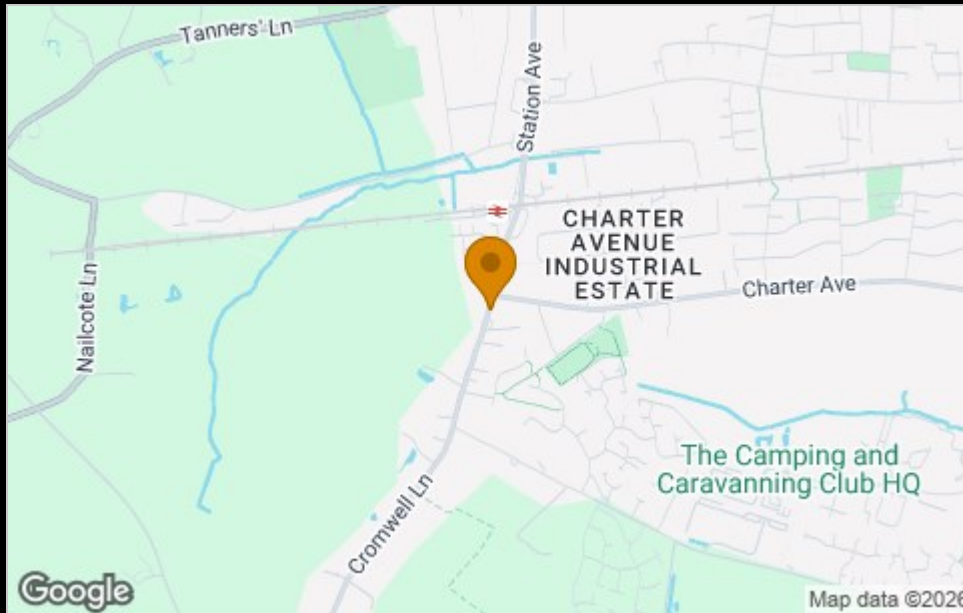 Tanners' Ln
Station Ave
CHARTER
AVENUE
INDUSTRIAL
ESTATE
Charter Ave
Nailcote Ln
The Camping and
Caravanning Club HQ
Cromwell Ln
Google
Map data ©2026